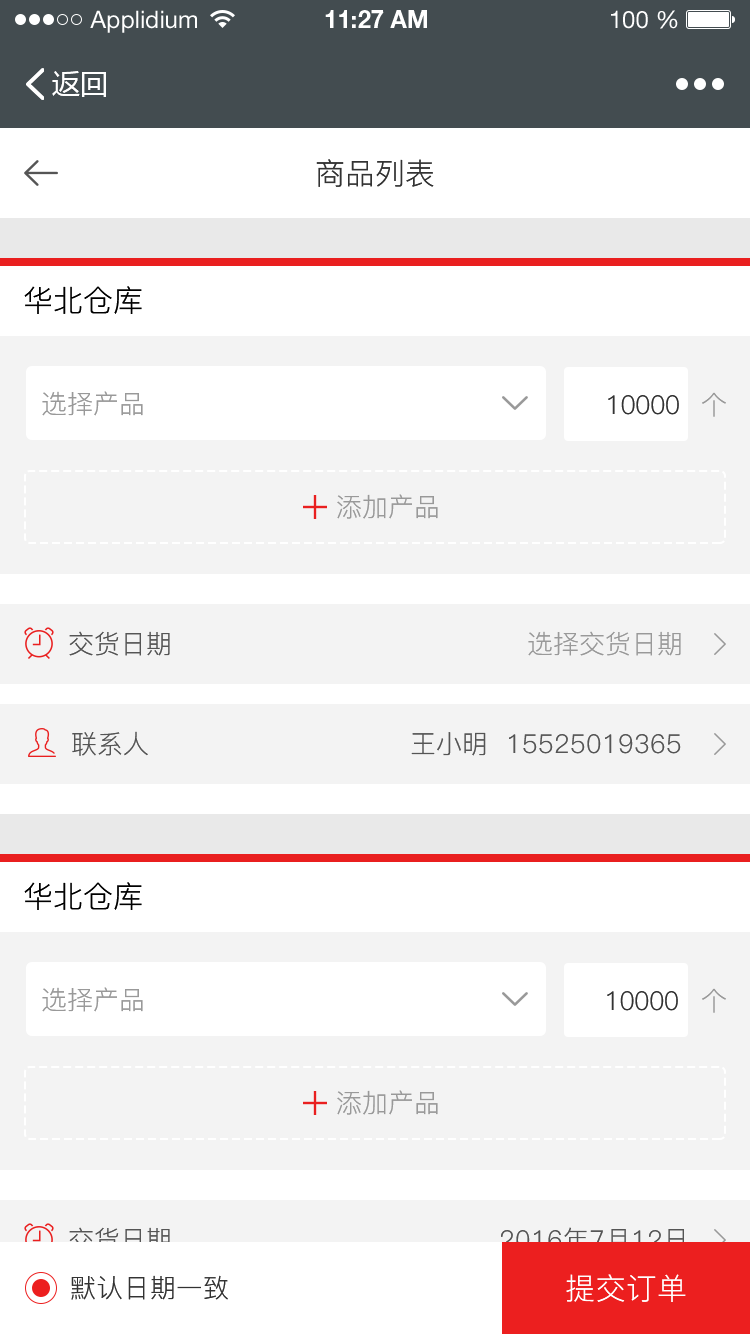 Applidium 11:27 AM 100 %
返回
商品列表
华北仓库
选择产品 10000 个
添加产品
交货日期 选择交货日期
联系人 王小明 15525019365
华北仓库
选择产品 10000 个
添加产品
交货日期 2016年7月12日
默认日期一致 提交订单